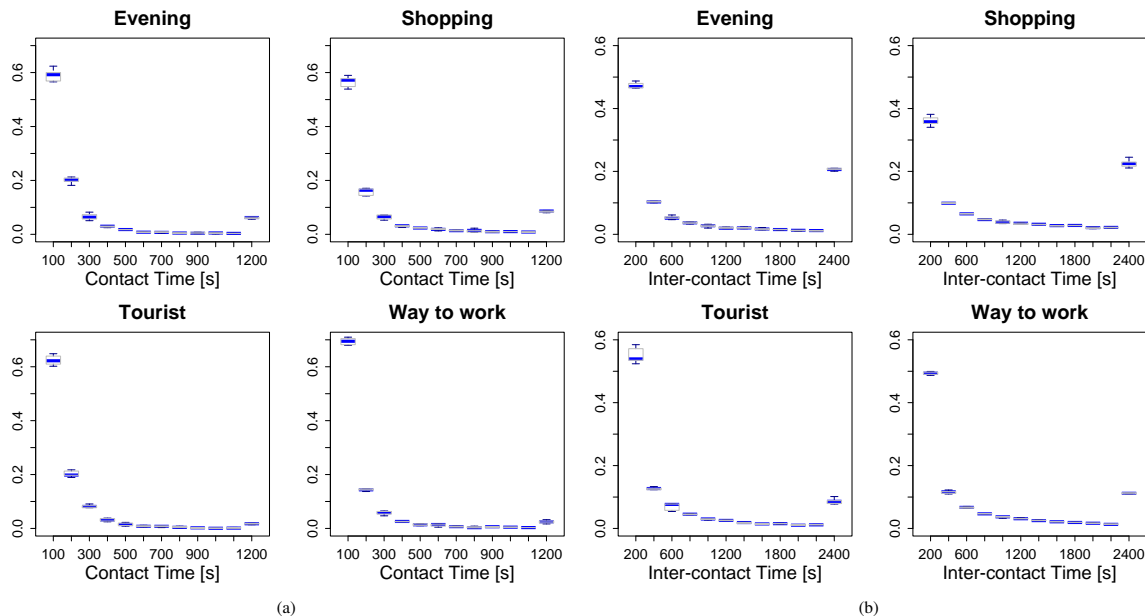 Evening Shopping Evening Shopping
0.0 0.2 0.4 0.6 0.0 0.2 0.4 0.6 0.0 0.2 0.4 0.6 0.0 0.2 0.4 0.6
100 300 500 700 900 1200 100 300 500 700 900 1200 200 600 1000 1400 1800 2400 200 600 1200 1800 2400
Contact Time [s] Contact Time [s] Inter-contact Time [s] Inter-contact Time [s]
Tourist Way to work Tourist Way to work
0.0 0.2 0.4 0.6 0.0 0.2 0.4 0.6 0.0 0.2 0.4 0.6 0.0 0.2 0.4 0.6
100 300 500 700 900 1200 100 300 500 700 900 1200 200 600 1200 1800 2400 200 600 1200 1800 2400
Contact Time [s] Contact Time [s] Inter-contact Time [s] Inter-contact Time [s]
(a) (b)